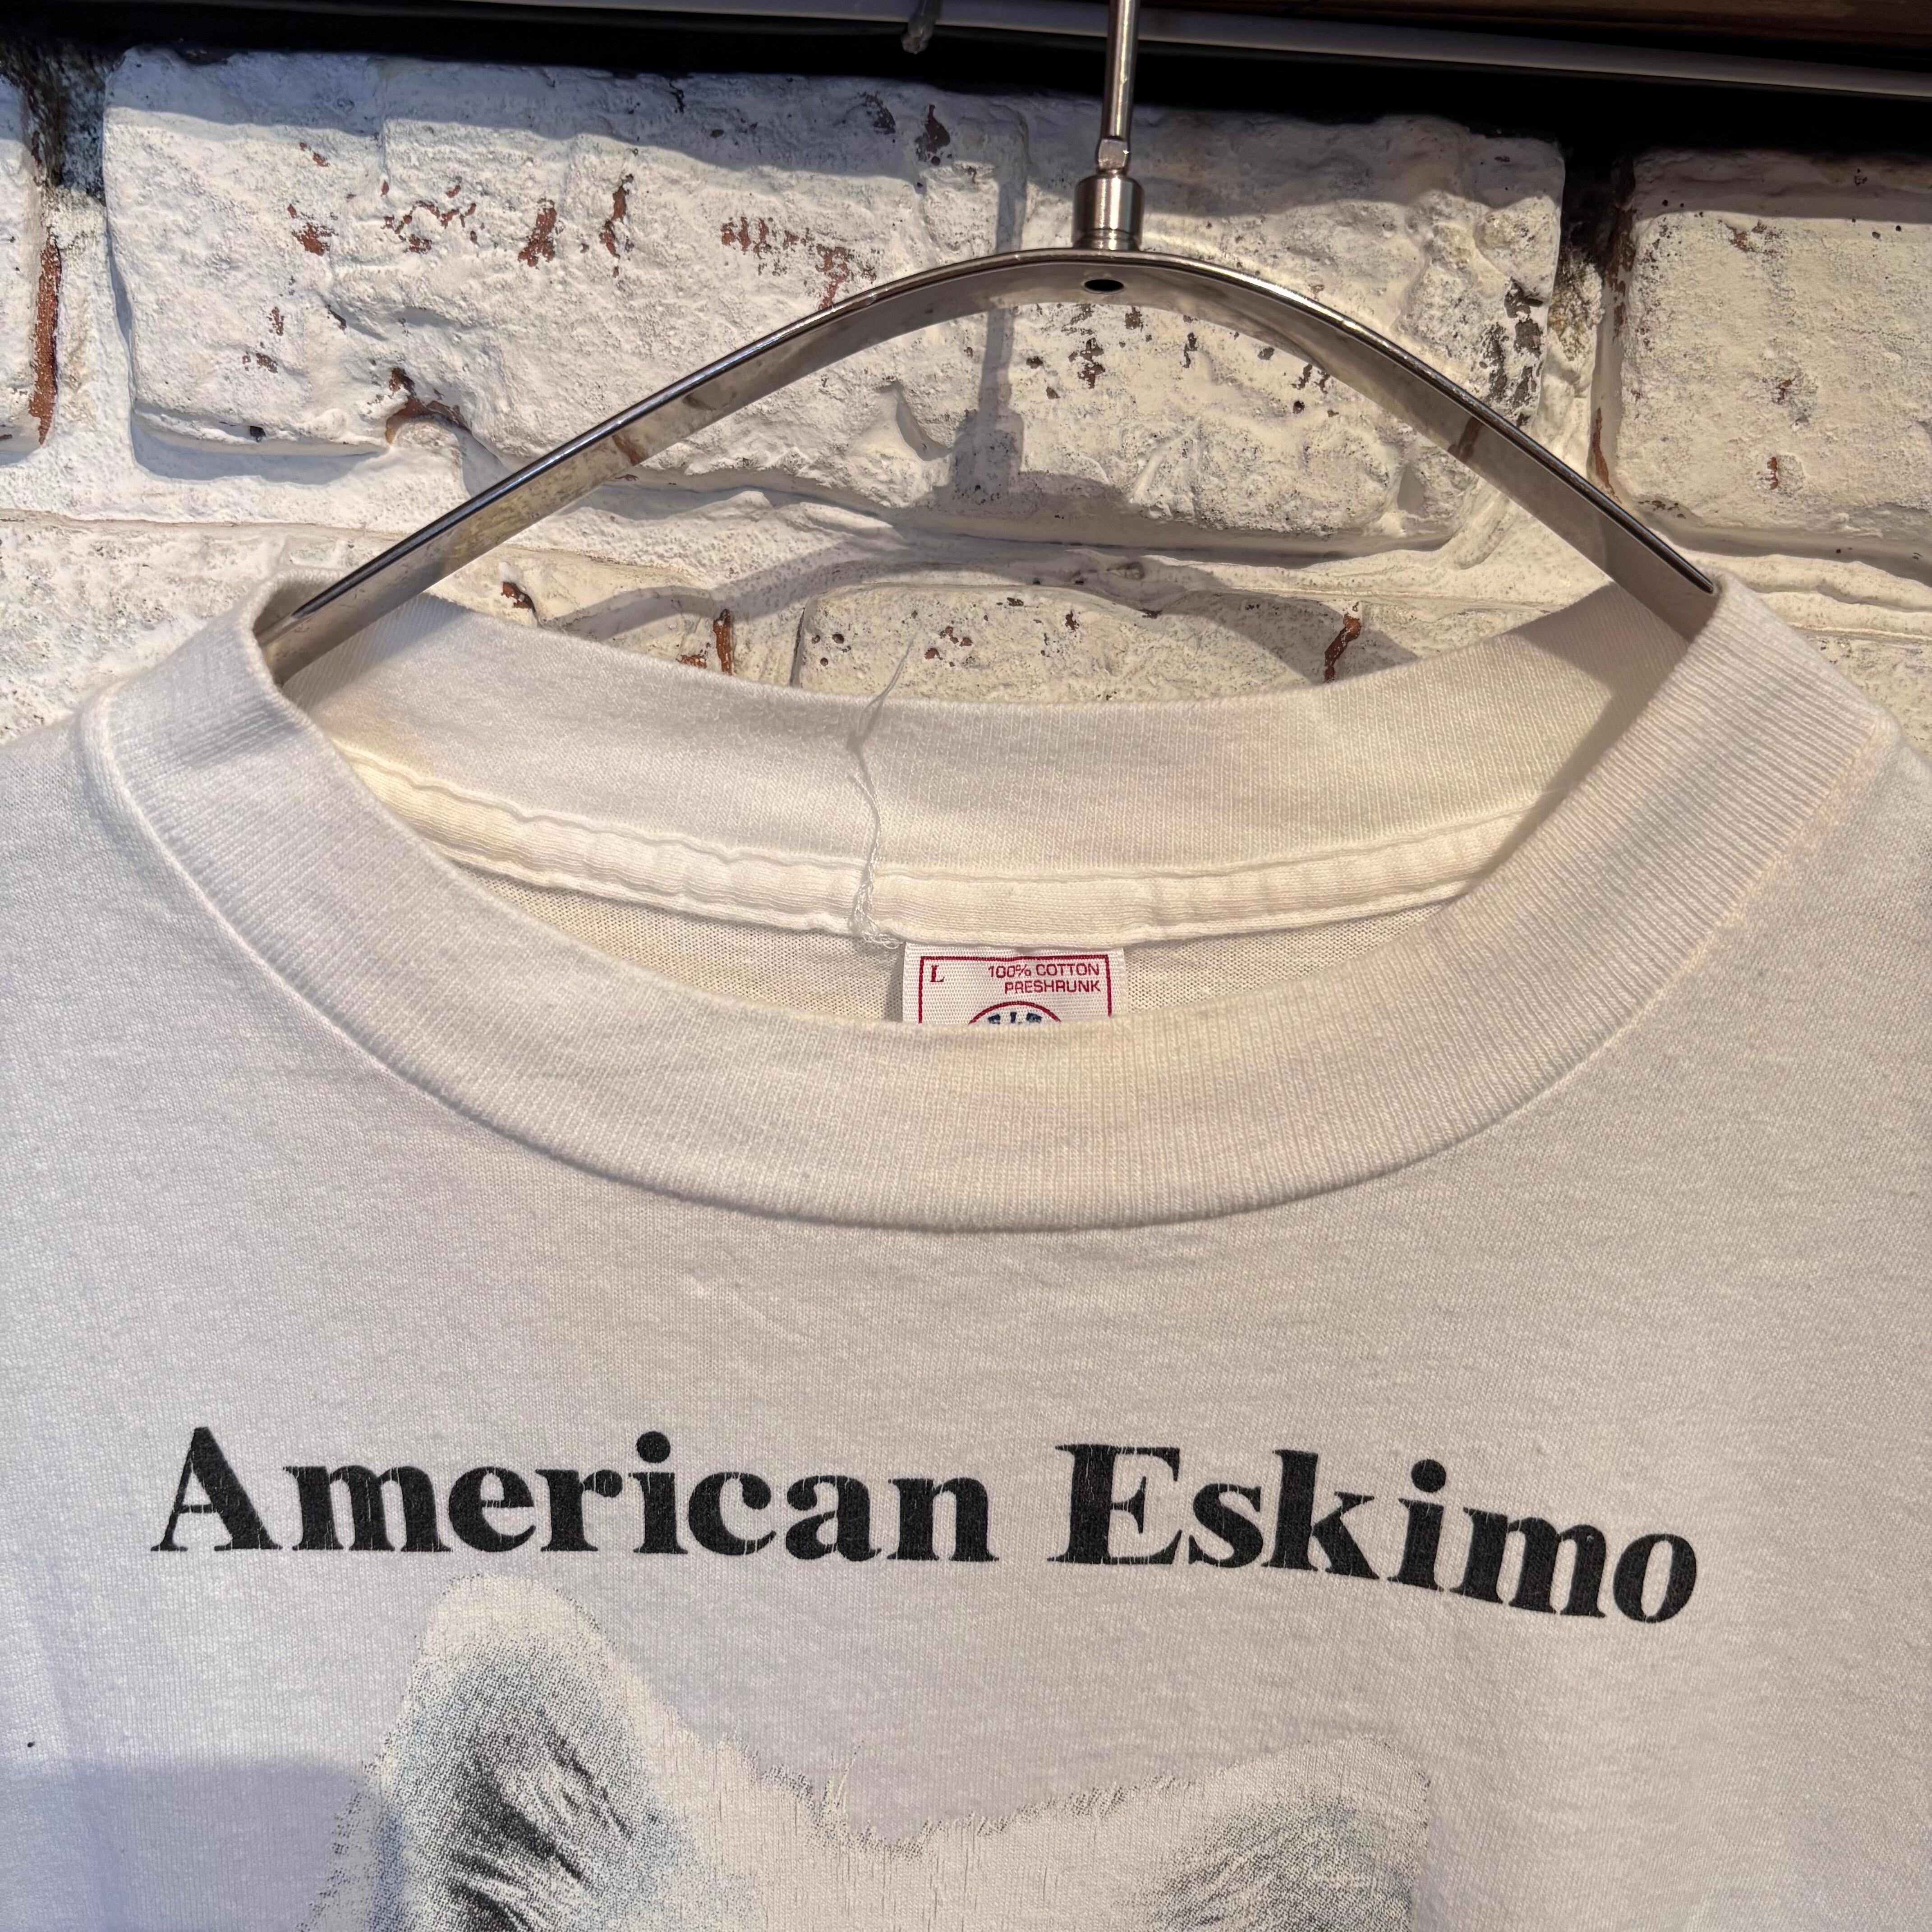 L 100% COTTON
PRESHRUNK
American Eskimo